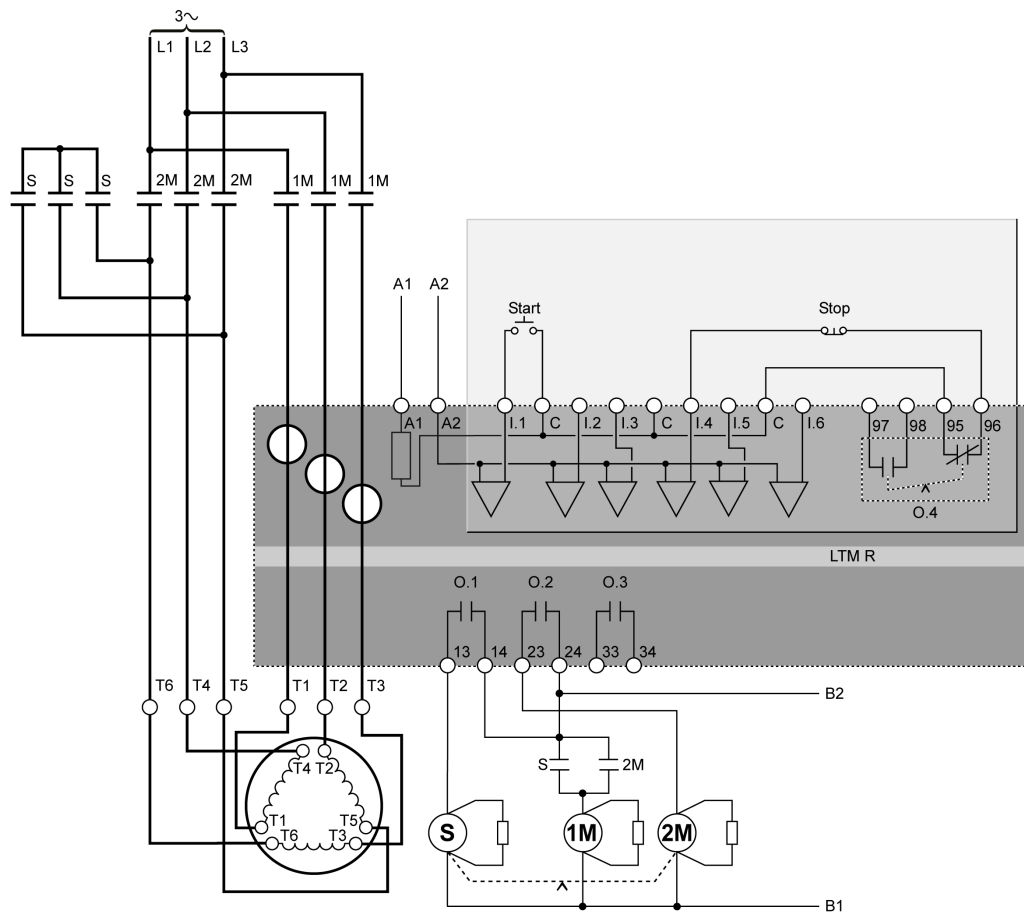 3~
L1 L2 L3
S S S 2M 2M 2M 1M 1M 1M
A1 A2
Start Stop
A1 A2 I.1 C I.2 I.3 C I.4 I.5 C I.6 97 98 95 96
O.4
LTM R
O.1 O.2 O.3
13 14 23 24 33 34
T6 T4 T5 T1 T2 T3
B2
T4 T2
S 2M
T1 T5
T6 T3
S 1M 2M
B1